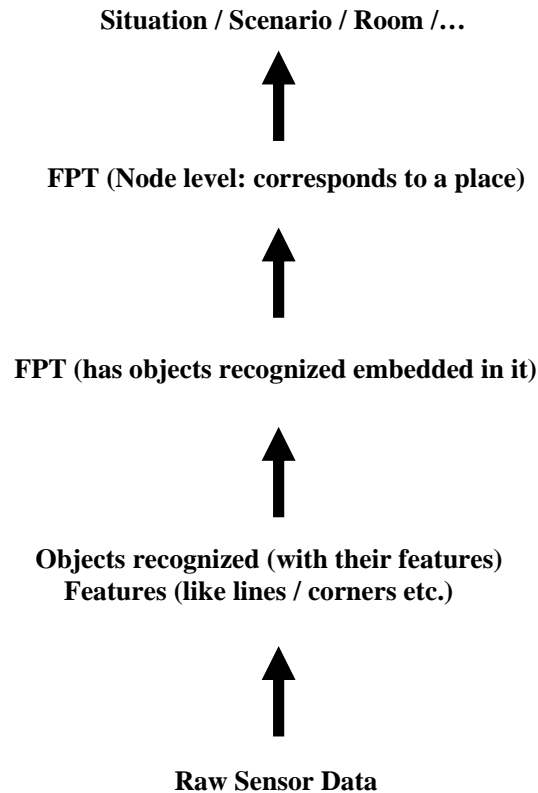 Situation / Scenario / Room /…
FPT (Node level: corresponds to a place)
FPT (has objects recognized embedded in it)
Objects recognized (with their features)
Features (like lines / corners etc.)
Raw Sensor Data